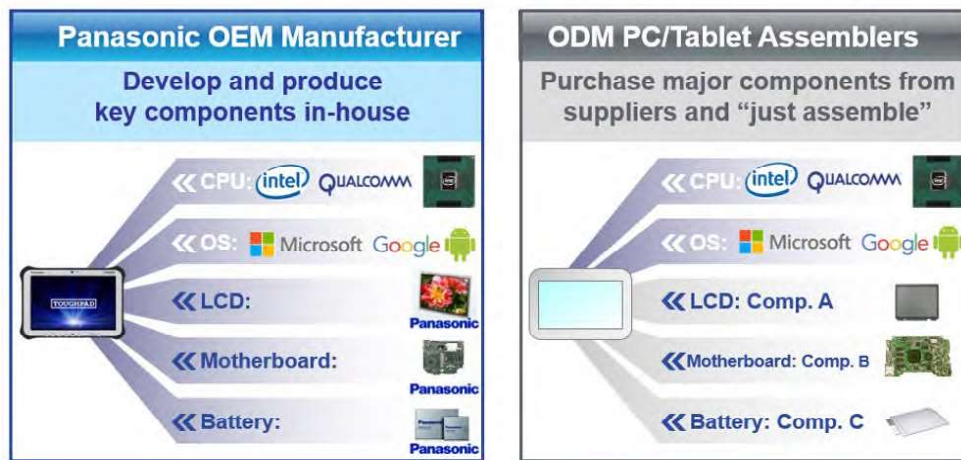 Panasonic OEM Manufacturer
Develop and produce
key components in-house
CPU: intel QUALCOMM
OS: Microsoft Google
TOUGHPAD
LCD:
Panasonic
Motherboard:
Panasonic
Battery:
Panasonic
Panasonic
ODM PC/Tablet Assemblers
Purchase major components from
suppliers and “just assemble”
CPU: intel QUALCOMM
OS: Microsoft Google
LCD: Comp. A
Motherboard: Comp. B
Battery: Comp. C